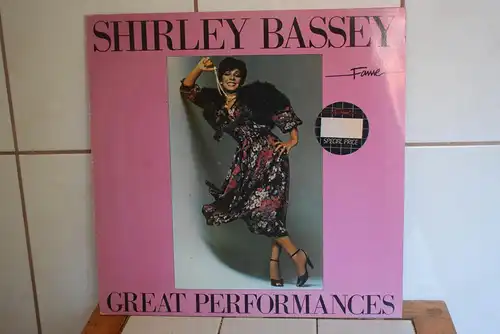 SHIRLEY BASSEY
Fame
SPECIAL PRICE
GREAT PERFORMANCES